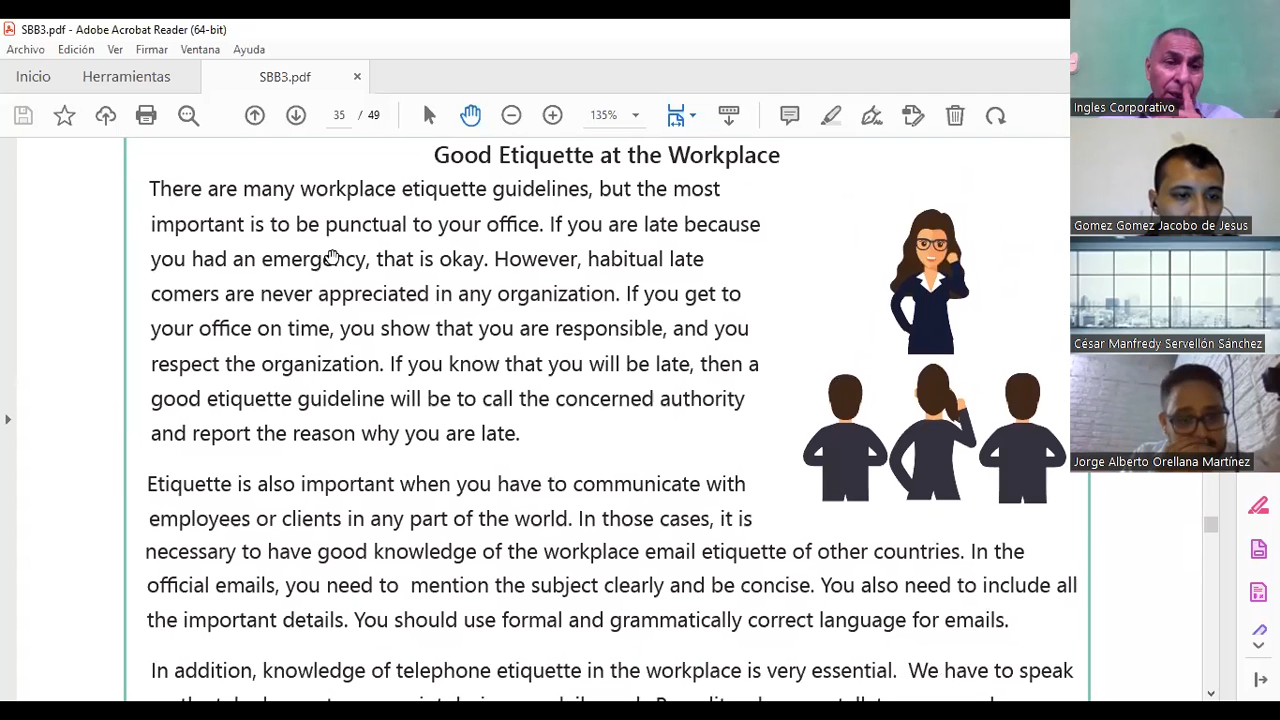 SBB3.pdf - Adobe Acrobat Reader (64-bit)
Archivo Edición Ver Firmar Ventana Ayuda
Inicio Herramientas SBB3.pdf ×
35 / 49 135%
Good Etiquette at the Workplace
There are many workplace etiquette guidelines, but the most
important is to be punctual to your office. If you are late because
you had an emergency, that is okay. However, habitual late
comers are never appreciated in any organization. If you get to
your office on time, you show that you are responsible, and you
respect the organization. If you know that you will be late, then a
good etiquette guideline will be to call the concerned authority
and report the reason why you are late.
Etiquette is also important when you have to communicate with
employees or clients in any part of the world. In those cases, it is
necessary to have good knowledge of the workplace email etiquette of other countries. In the
official emails, you need to mention the subject clearly and be concise. You also need to include all
the important details. You should use formal and grammatically correct language for emails.
In addition, knowledge of telephone etiquette in the workplace is very essential. We have to speak
Ingles Corporativo
Gomez Gomez Jacobo de Jesus
César Manfredy Servellón Sánchez
Jorge Alberto Orellana Martínez